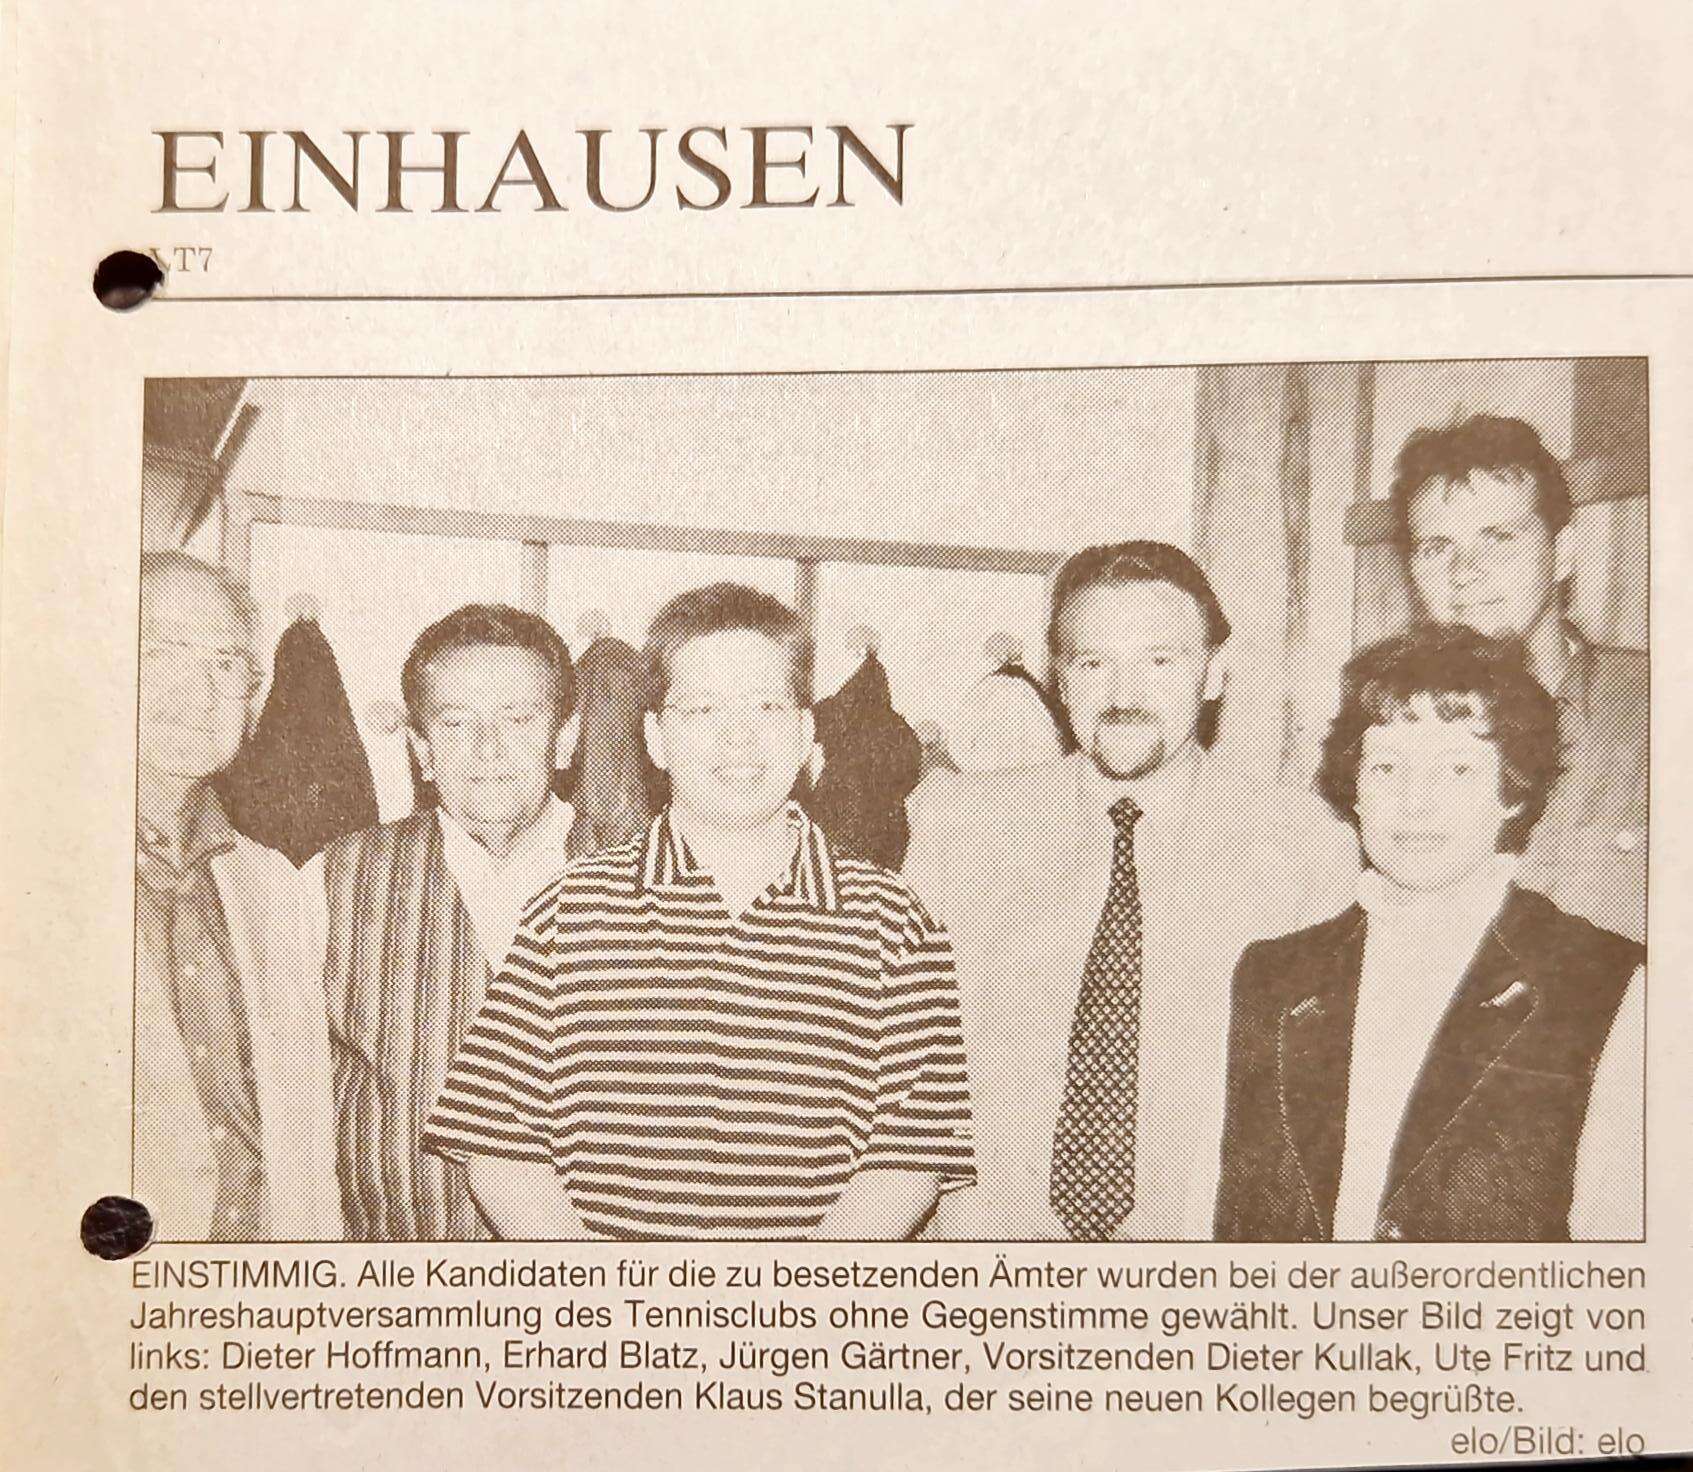 EINHAUSEN
T7
EINSTIMMIG. Alle Kandidaten für die zu besetzenden Ämter wurden bei der außerordentlichen
Jahreshauptversammlung des Tennisclubs ohne Gegenstimme gewählt. Unser Bild zeigt von
links: Dieter Hoffmann, Erhard Blatz, Jürgen Gärtner, Vorsitzenden Dieter Kullak, Ute Fritz und
den stellvertretenden Vorsitzenden Klaus Stanulla, der seine neuen Kollegen begrüßte.
elo/Bild: elo